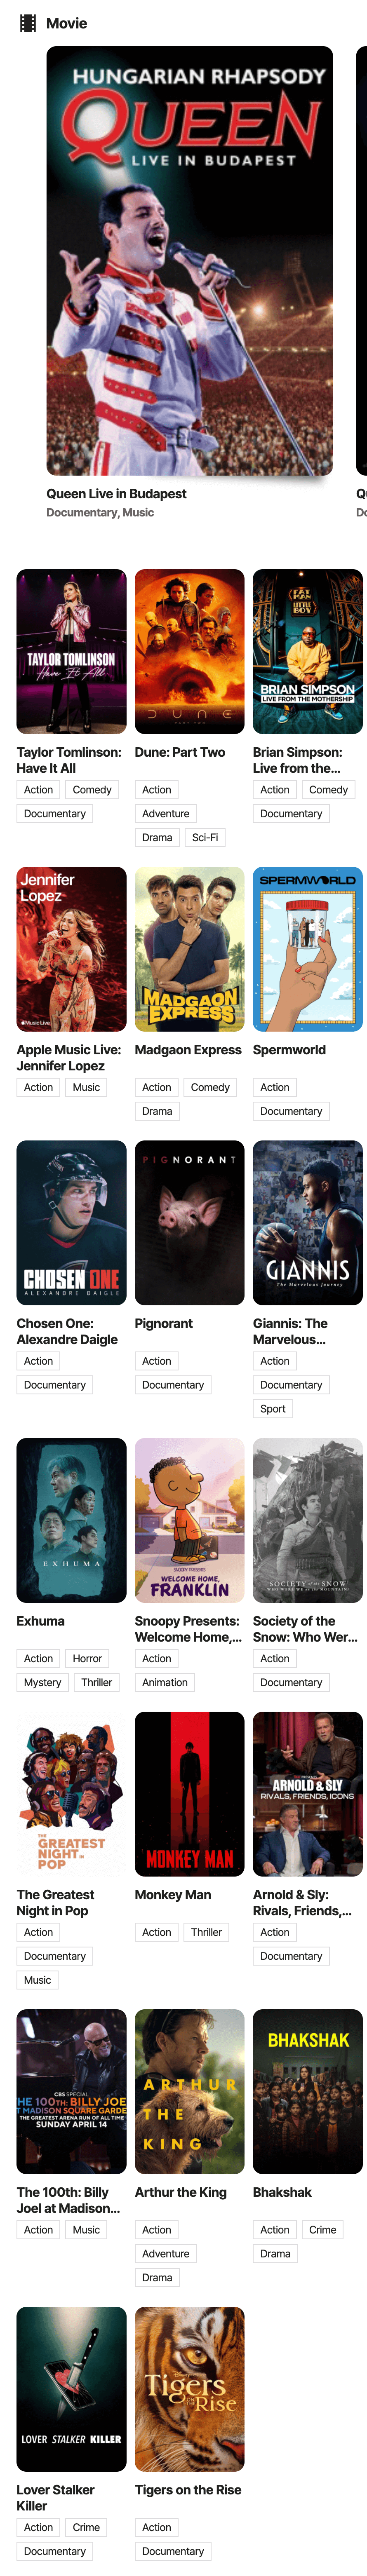 Movie
HUNGARIAN RHAPSODY
QUEEN
LIVE IN BUDAPEST
Queen Live in Budapest
Documentary, Music
Qu
Do
TAYLOR TOMLINSON
Have It All
DUNE
PART TWO
FAT
MAN
LITTLE
BOY
BRIAN SIMPSON
LIVE FROM THE MOTHERSHIP
Taylor Tomlinson:
Have It All
Action Comedy
Documentary
Dune: Part Two
Action
Adventure
Drama Sci-Fi
Brian Simpson:
Live from the...
Action Comedy
Documentary
Jennifer
Lopez
Music Live
MADGAON
EXPRESS
SPERMWORLD
Apple Music Live:
Jennifer Lopez
Action Music
Madgaon Express
Action Comedy
Drama
Spermworld
Action
Documentary
CHOSEN ONE
ALEXANDRE DAIGLE
PIGNORANT
GIANNIS
The Marvelous Journey
Chosen One:
Alexandre Daigle
Action
Documentary
Pignorant
Action
Documentary
Giannis: The
Marvelous...
Action
Documentary
Sport
EXHUMA
SNOOPY PRESENTS
WELCOME HOME,
FRANKLIN
SOCIETY OF THE SNOW
WHO WERE WE ON THE MOUNTAIN?
Exhuma
Action Horror
Mystery Thriller
Snoopy Presents:
Welcome Home,...
Action
Animation
Society of the
Snow: Who Wer...
Action
Documentary
THE
GREATEST
NIGHT IN
POP
MONKEY MAN
ARNOLD & SLY
RIVALS, FRIENDS, ICONS
The Greatest
Night in Pop
Action
Documentary
Music
Monkey Man
Action Thriller
Arnold & Sly:
Rivals, Friends,...
Action
Documentary
CBS SPECIAL
HE 100TH: BILLY JOE
T MADISON SQUARE GARDE
THE GREATEST ARENA RUN OF ALL TIME
SUNDAY APRIL 14
ARTHUR
THE
KING
BHAKSHAK
The 100th: Billy
Joel at Madison...
Action Music
Arthur the King
Action
Adventure
Drama
Bhakshak
Action Crime
Drama
LOVER STALKER KILLER
Tigers
on the
Rise
Lover Stalker
Killer
Action Crime
Documentary
Tigers on the Rise
Action
Documentary